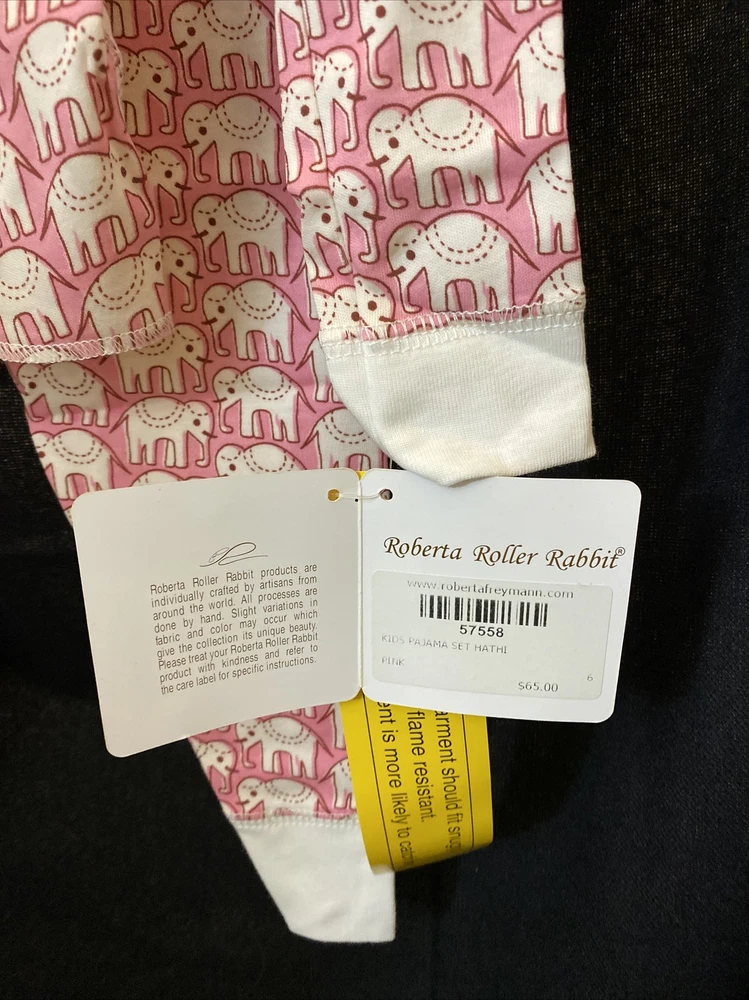 Roberta Roller Rabbit products are
individually crafted by artisans from
around the world. All processes are
done by hand. Slight variations in
fabric and color may occur which
give the collection its unique beauty.
Please treat your Roberta Roller Rabbit
product with kindness and refer to
the care label for specific instructions.
Roberta Roller Rabbit®
www.robertafreymann.com
57558
KIDS PAJAMA SET HATHI
PINK
6
$65.00
arment should fit snug
flame resistant.
ent is more likely to catch